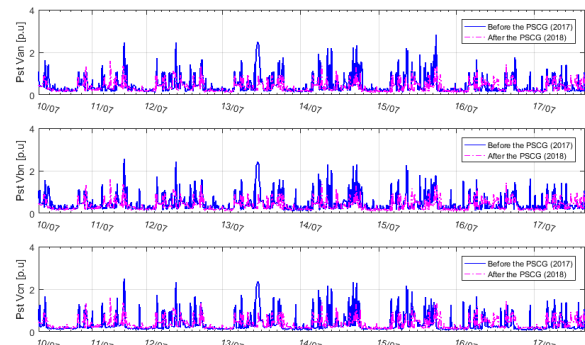 Pst Van [p.u]
4
2
0
Before the PSCG (2017)
After the PSCG (2018)
10/07 11/07 12/07 13/07 14/07 15/07 16/07 17/07
Pst Vbn [p.u]
4
2
0
Before the PSCG (2017)
After the PSCG (2018)
10/07 11/07 12/07 13/07 14/07 15/07 16/07 17/07
Pst Vcn [p.u]
4
2
0
Before the PSCG (2017)
After the PSCG (2018)